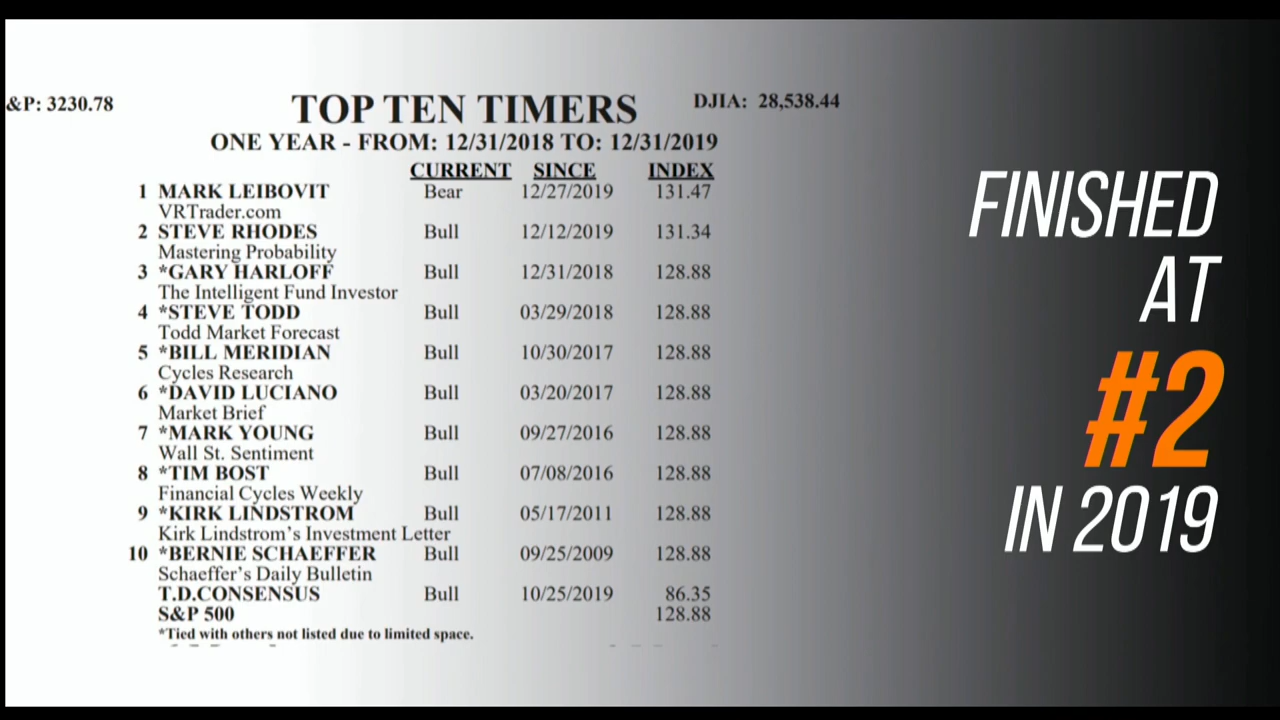 &P: 3230.78
TOP TEN TIMERS
DJIA: 28,538.44
ONE YEAR - FROM: 12/31/2018 TO: 12/31/2019
CURRENT SINCE INDEX
1 MARK LEIBOVIT Bear 12/27/2019 131.47
VRTrader.com
2 STEVE RHODES Bull 12/12/2019 131.34
Mastering Probability
3 *GARY HARLOFF Bull 12/31/2018 128.88
The Intelligent Fund Investor
4 *STEVE TODD Bull 03/29/2018 128.88
Todd Market Forecast
5 *BILL MERIDIAN Bull 10/30/2017 128.88
Cycles Research
6 *DAVID LUCIANO Bull 03/20/2017 128.88
Market Brief
7 *MARK YOUNG Bull 09/27/2016 128.88
Wall St. Sentiment
8 *TIM BOST Bull 07/08/2016 128.88
Financial Cycles Weekly
9 *KIRK LINDSTROM Bull 05/17/2011 128.88
Kirk Lindstrom's Investment Letter
10 *BERNIE SCHAEFFER Bull 09/25/2009 128.88
Schaeffer's Daily Bulletin
T.D.CONSENSUS Bull 10/25/2019 86.35
S&P 500 128.88
*Tied with others not listed due to limited space.
FINISHED
AT
#2
IN 2019